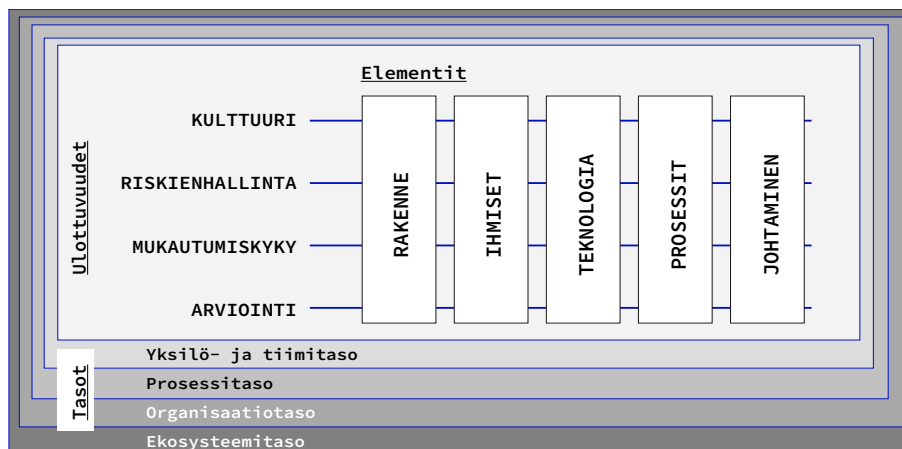 Elementit
Ulottuvuudet
KULTTUURI
RISKIENHALLINTA
MUKAUTUMISKYKY
ARVIOINTI
RAKENNE
IHMISET
TEKNOLOGIA
PROSESSIT
JOHTAMINEN
Tasot
Yksilö- ja tiimitaso
Prosessitaso
Organisaatiotaso
Ekosysteemitaso